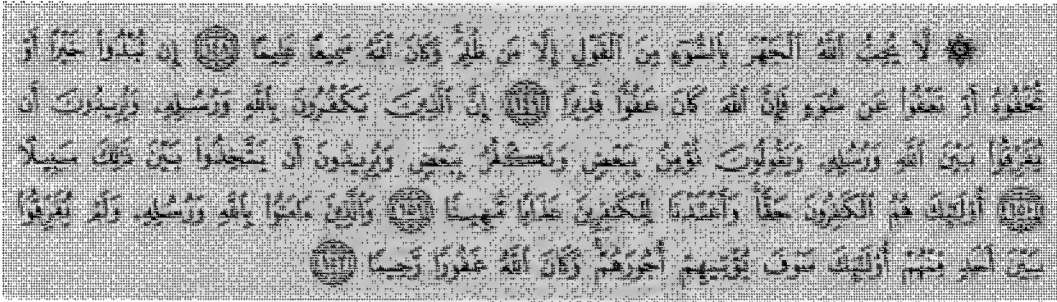 ۞ لَّا يُحِبُّ ٱللَّهُ ٱلْجَهْرَ بِٱلسُّوٓءِ مِنَ ٱلْقَوْلِ إِلَّا مَن ظُلِمَ ۚ وَكَانَ ٱللَّهُ سَمِيعًا عَلِيمًا ﴿١٤٨﴾ إِن تُبْدُوا۟ خَيْرًا أَوْ
تُخْفُوهُ أَوْ تَعْفُوا۟ عَن سُوٓءٍ فَإِنَّ ٱللَّهَ كَانَ عَفُوًّا قَدِيرًا ﴿١٤٩﴾ إِنَّ ٱلَّذِينَ يَكْفُرُونَ بِٱللَّهِ وَرُسُلِهِۦ وَيُرِيدُونَ أَن
يُفَرِّقُوا۟ بَيْنَ ٱللَّهِ وَرُسُلِهِۦ وَيَقُولُونَ نُؤْمِنُ بِبَعْضٍ وَنَكْفُرُ بِبَعْضٍ وَيُرِيدُونَ أَن يَتَّخِذُوا۟ بَيْنَ ذَٰلِكَ سَبِيلًا
﴿١٥٠﴾ أُو۟لَٰٓئِكَ هُمُ ٱلْكَٰفِرُونَ حَقًّا ۚ وَأَعْتَدْنَا لِلْكَٰفِرِينَ عَذَابًا مُّهِينًا ﴿١٥١﴾ وَٱلَّذِينَ ءَامَنُوا۟ بِٱللَّهِ وَرُسُلِهِۦ وَلَمْ يُفَرِّقُوا۟
بَيْنَ أَحَدٍ مِّنْهُمْ أُو۟لَٰٓئِكَ سَوْفَ يُؤْتِيهِمْ أُجُورَهُمْ ۗ وَكَانَ ٱللَّهُ غَفُورًا رَّحِيمًا ﴿١٥٢﴾